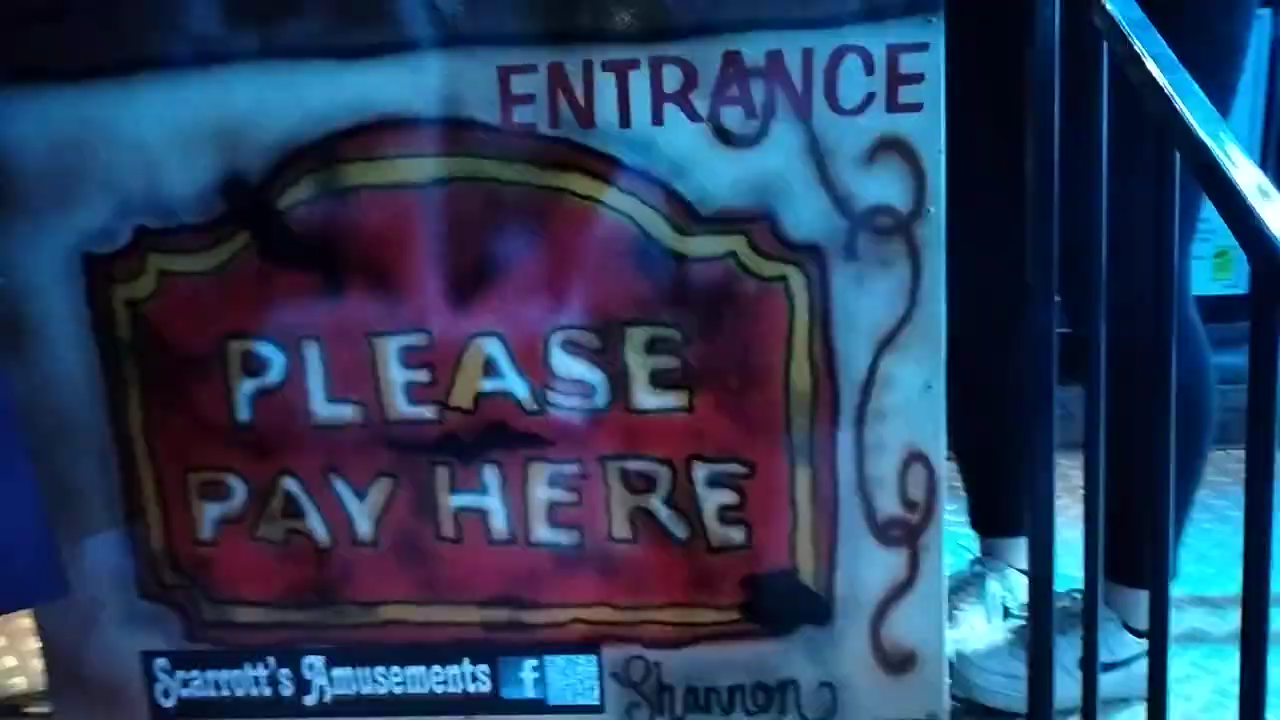 ENTRANCE
PLEASE
PAY HERE
Scarrott's Amusements f
Shannon